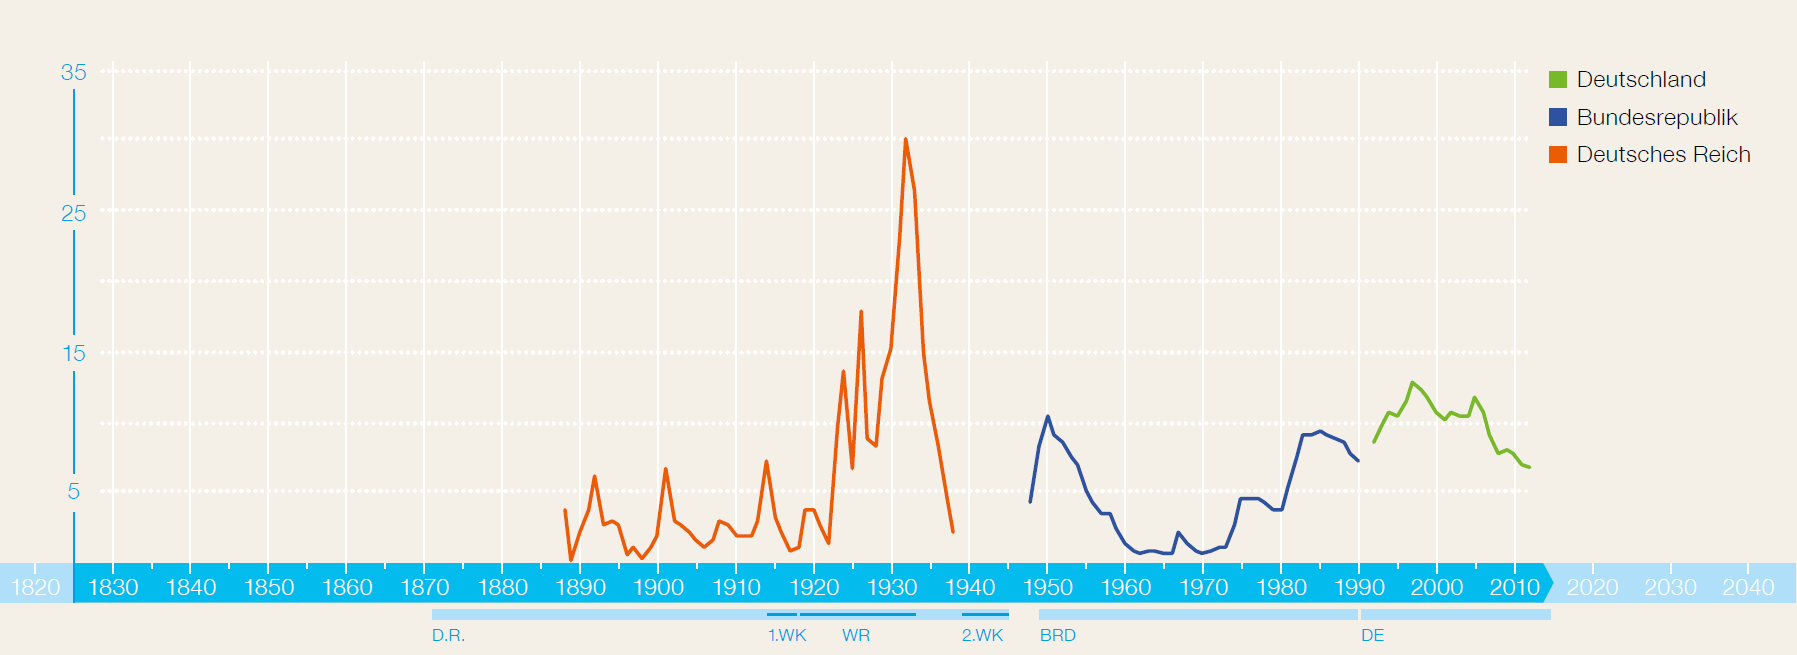 35
25
15
5
Deutschland
Bundesrepublik
Deutsches Reich
1820 1830 1840 1850 1860 1870 1880 1890 1900 1910 1920 1930 1940 1950 1960 1970 1980 1990 2000 2010 2020 2030 2040
D.R. 1.WK WR 2.WK BRD DE